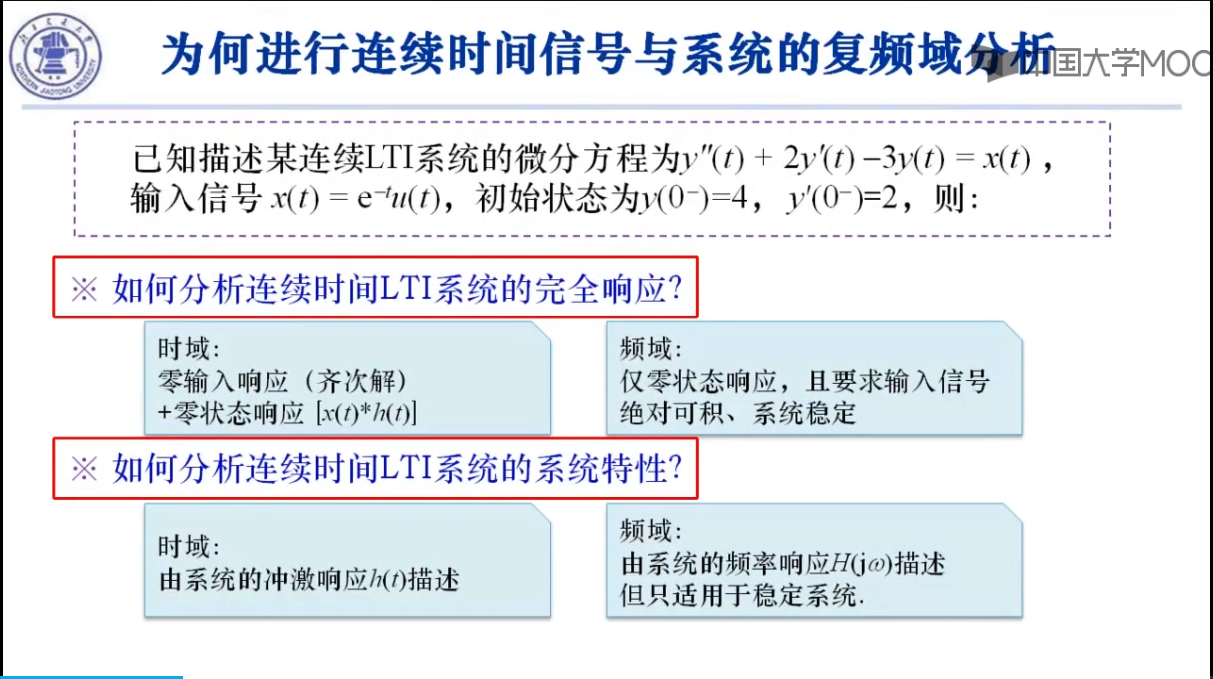 为何进行连续时间信号与系统的复频域分析
中国大学MOO
已知描述某连续LTI系统的微分方程为y″(t) + 2y′(t) –3y(t) = x(t)，
输入信号 x(t) = e⁻ᵗu(t)，初始状态为y(0⁻)=4， y′(0⁻)=2，则：
※ 如何分析连续时间LTI系统的完全响应？
时域：
零输入响应（齐次解）
+零状态响应 [x(t)*h(t)]
频域：
仅零状态响应，且要求输入信号
绝对可积、系统稳定
※ 如何分析连续时间LTI系统的系统特性？
时域：
由系统的冲激响应h(t)描述
频域：
由系统的频率响应H(jω)描述
但只适用于稳定系统.